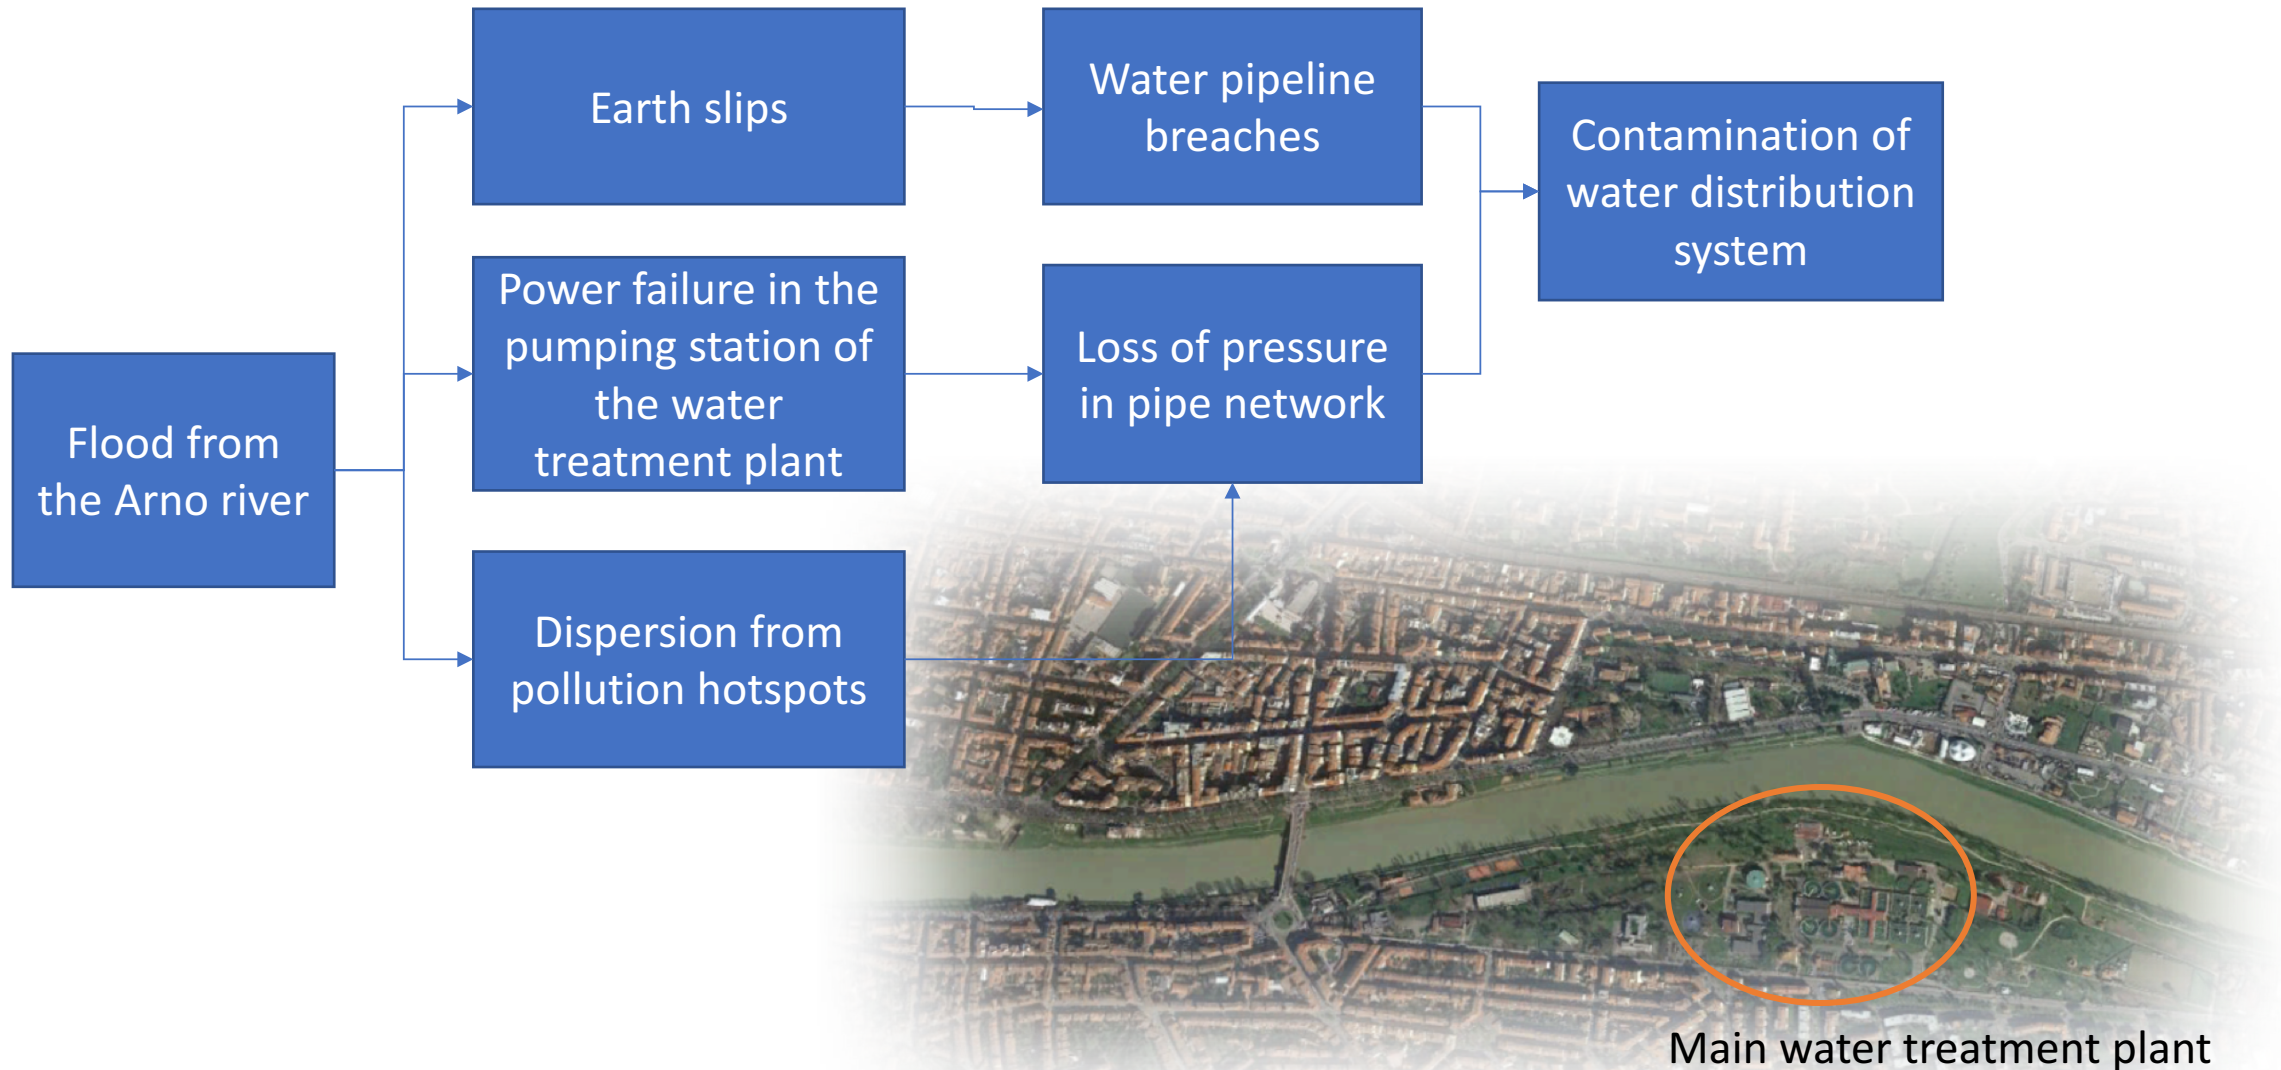 Earth slips
Water pipeline
breaches
Contamination of
water distribution
system
Power failure in the
pumping station of
the water
treatment plant
Loss of pressure
in pipe network
Flood from
the Arno river
Dispersion from
pollution hotspots
Main water treatment plant